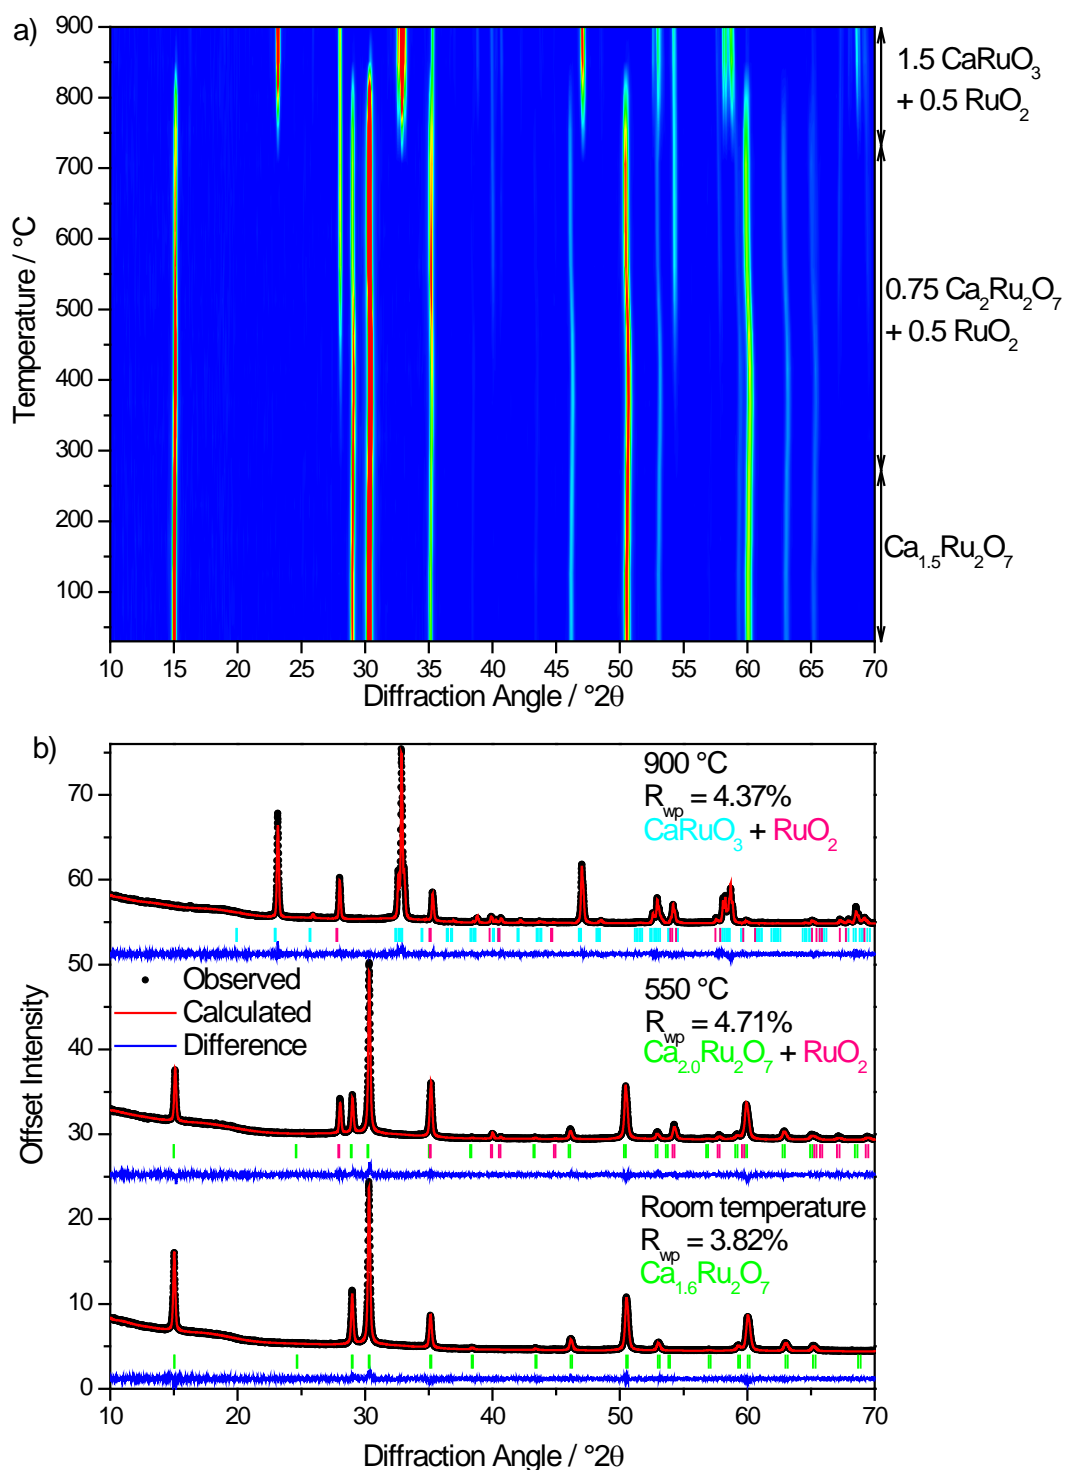 a)
900
800
700
600
500
400
300
200
100
Temperature / °C
10 15 20 25 30 35 40 45 50 55 60 65 70
Diffraction Angle / °2θ
1.5 CaRuO3
+ 0.5 RuO2
0.75 Ca2Ru2O7
+ 0.5 RuO2
Ca1.5Ru2O7
b)
70
60
50
40
30
20
10
0
Offset Intensity
900 °C
Rwp = 4.37%
CaRuO3 + RuO2
Observed
Calculated
Difference
550 °C
Rwp = 4.71%
Ca2.0Ru2O7 + RuO2
Room temperature
Rwp = 3.82%
Ca1.6Ru2O7
10 20 30 40 50 60 70
Diffraction Angle / °2θ